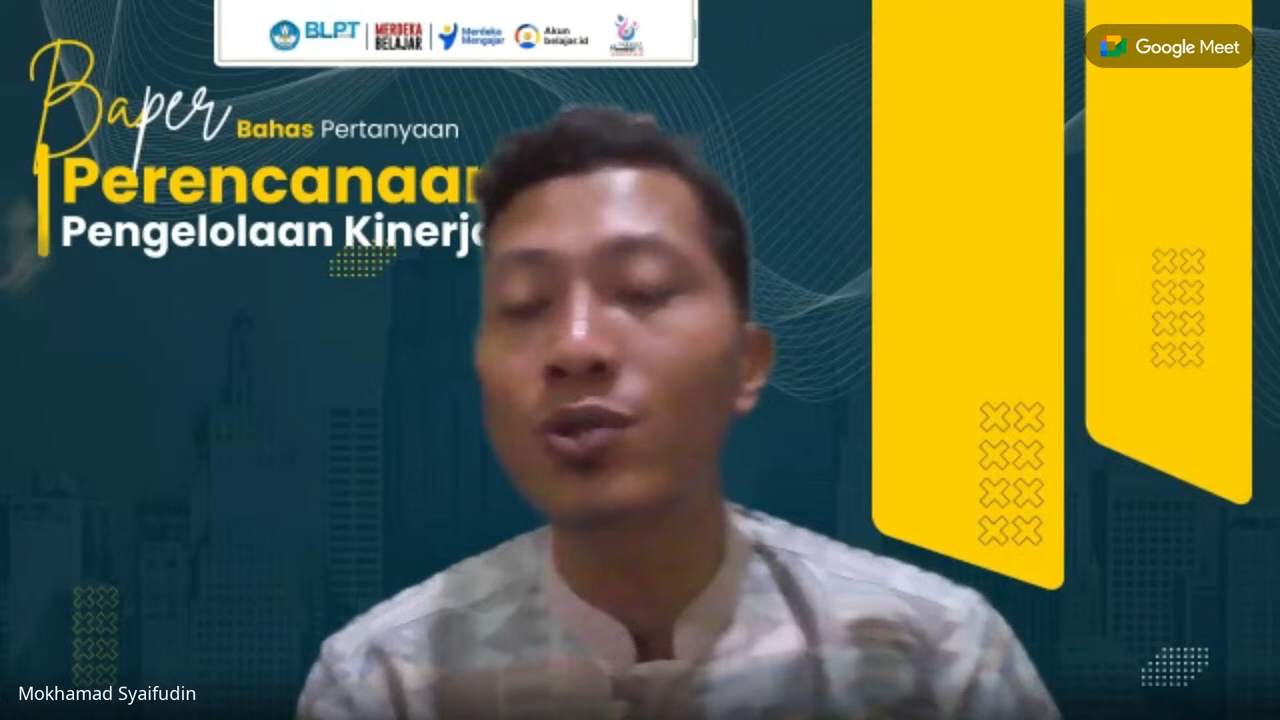 BLPT
MERDEKA
BELAJAR
Merdeka
Mengajar
Akun
belajar.id
Google Meet
Baper
Bahas Pertanyaan
Perencanaan
Pengelolaan Kinerja
Mokhamad Syaifudin